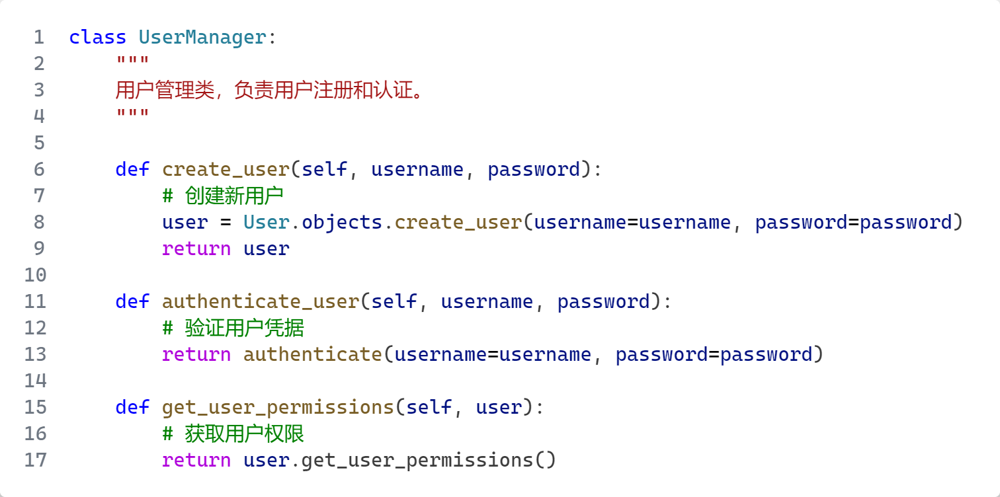 1 class UserManager:
2     """
3     用户管理类，负责用户注册和认证。
4     """
5
6     def create_user(self, username, password):
7         # 创建新用户
8         user = User.objects.create_user(username=username, password=password)
9         return user
10
11     def authenticate_user(self, username, password):
12         # 验证用户凭据
13         return authenticate(username=username, password=password)
14
15     def get_user_permissions(self, user):
16         # 获取用户权限
17         return user.get_user_permissions()